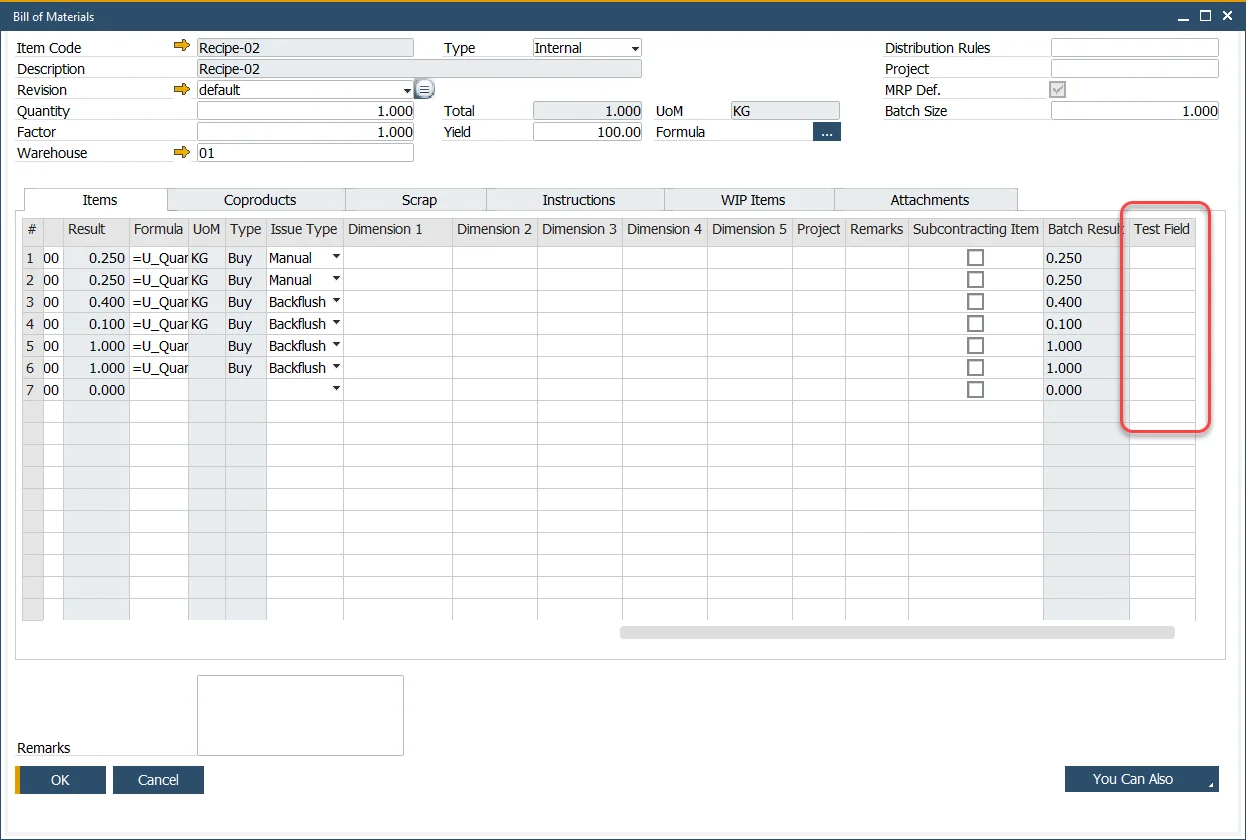 Bill of Materials
Item Code Recipe-02 Type Internal Distribution Rules
Description Recipe-02 Project
Revision default MRP Def.
Quantity 1.000 Total 1.000 UoM KG Batch Size 1.000
Factor 1.000 Yield 100.00 Formula ...
Warehouse 01
Items Coproducts Scrap Instructions WIP Items Attachments
# Result Formula UoM Type Issue Type Dimension 1 Dimension 2 Dimension 3 Dimension 4 Dimension 5 Project Remarks Subcontracting Item Batch Result Test Field
1 00 0.250 =U_Quan KG Buy Manual 0.250
2 00 0.250 =U_Quan KG Buy Manual 0.250
3 00 0.400 =U_Quan KG Buy Backflush 0.400
4 00 0.100 =U_Quan KG Buy Backflush 0.100
5 00 1.000 =U_Quan Buy Backflush 1.000
6 00 1.000 =U_Quan Buy Backflush 1.000
7 00 0.000 0.000
Remarks
OK Cancel You Can Also